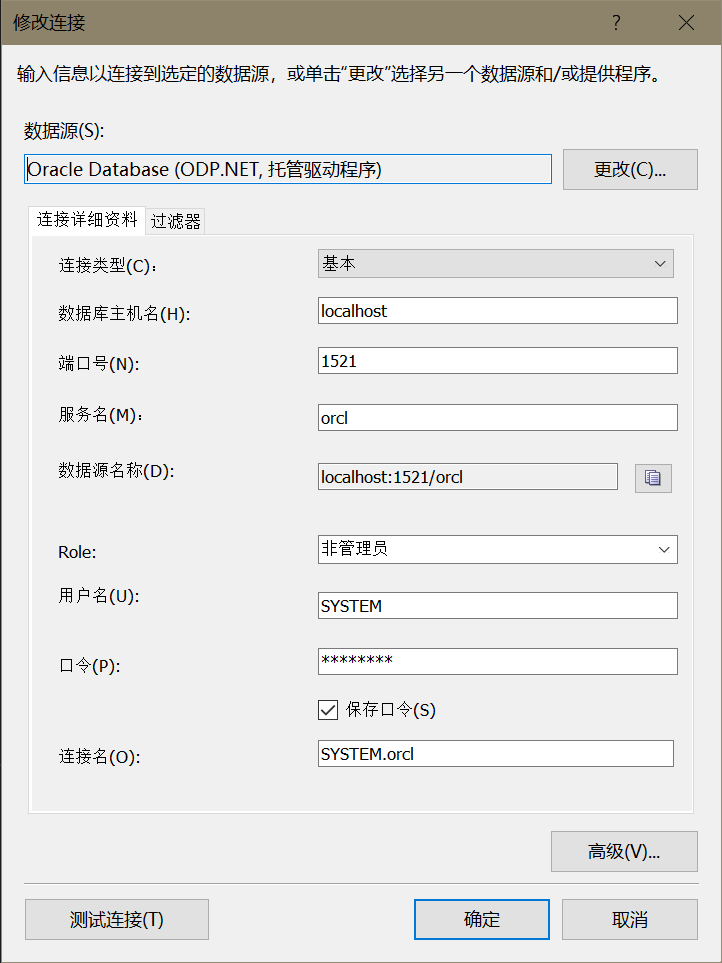 修改连接
?
输入信息以连接到选定的数据源，或单击“更改”选择另一个数据源和/或提供程序。
数据源(S):
Oracle Database (ODP.NET, 托管驱动程序)
更改(C)...
连接详细资料
过滤器
连接类型(C)：
基本
数据库主机名(H):
localhost
端口号(N):
1521
服务名(M)：
orcl
数据源名称(D):
localhost:1521/orcl
Role:
非管理员
用户名(U):
SYSTEM
口令(P):
********
保存口令(S)
连接名(O):
SYSTEM.orcl
高级(V)...
测试连接(T)
确定
取消